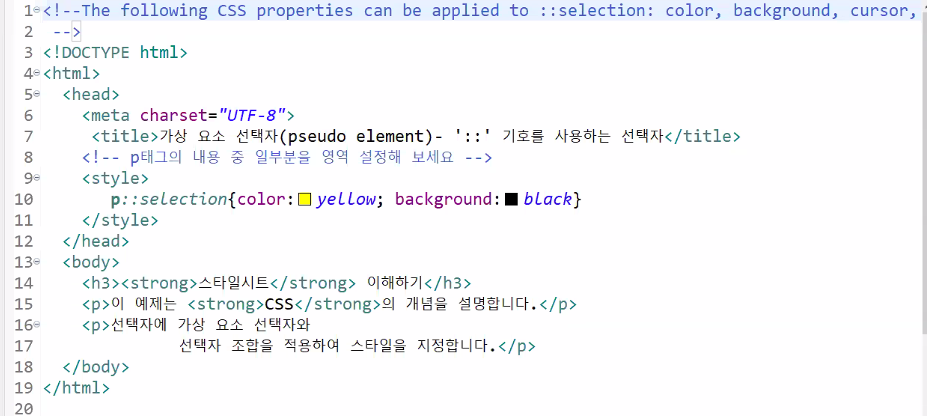 1 <!--The following CSS properties can be applied to ::selection: color, background, cursor,
2 -->
3 <!DOCTYPE html>
4 <html>
5 <head>
6 <meta charset="UTF-8">
7 <title>가상 요소 선택자(pseudo element)- '::' 기호를 사용하는 선택자</title>
8 <!-- p태그의 내용 중 일부분을 영역 설정해 보세요 -->
9 <style>
10 p::selection{color: yellow; background: black}
11 </style>
12 </head>
13 <body>
14 <h3><strong>스타일시트</strong> 이해하기</h3>
15 <p>이 예제는 <strong>CSS</strong>의 개념을 설명합니다.</p>
16 <p>선택자에 가상 요소 선택자와
17 선택자 조합을 적용하여 스타일을 지정합니다.</p>
18 </body>
19 </html>
20